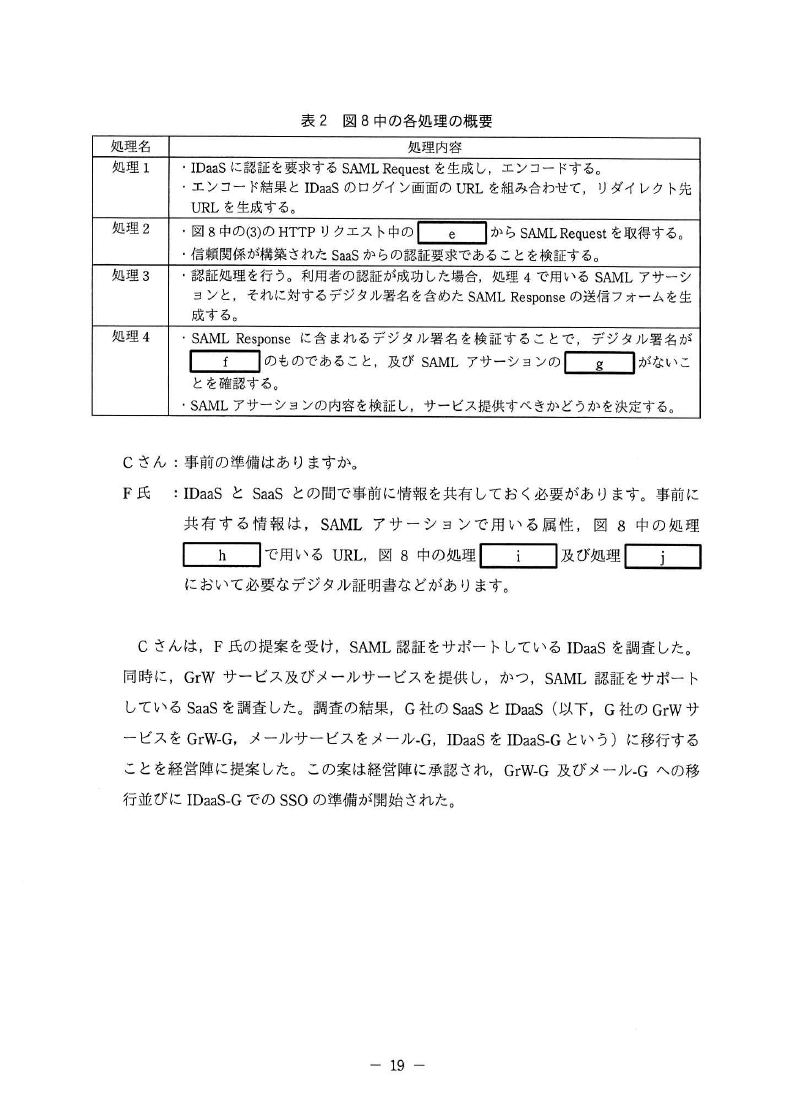 表2 図8中の各処理の概要
処理名 処理内容
処理1 ・IDaaSに認証を要求するSAML Requestを生成し,エンコードする。
・エンコード結果とIDaaSのログイン画面のURLを組み合わせて,リダイレクト先
URLを生成する。
処理2 ・図8中の(3)のHTTPリクエスト中の e からSAML Requestを取得する。
・信頼関係が構築されたSaaSからの認証要求であることを検証する。
処理3 ・認証処理を行う。利用者の認証が成功した場合,処理4で用いるSAMLアサーシ
ョンと,それに対するデジタル署名を含めたSAML Responseの送信フォームを生
成する。
処理4 ・SAML Responseに含まれるデジタル署名を検証することで,デジタル署名が
f のものであること,及びSAMLアサーションの g がないこ
とを確認する。
・SAMLアサーションの内容を検証し,サービス提供すべきかどうかを決定する。
Cさん:事前の準備はありますか。
F氏 :IDaaSとSaaSとの間で事前に情報を共有しておく必要があります。事前に
共有する情報は,SAMLアサーションで用いる属性,図8中の処理
h で用いるURL,図8中の処理 i 及び処理 j
において必要なデジタル証明書などがあります。
Cさんは,F氏の提案を受け,SAML認証をサポートしているIDaaSを調査した。
同時に,GrWサービス及びメールサービスを提供し,かつ,SAML認証をサポート
しているSaaSを調査した。調査の結果,G社のSaaSとIDaaS(以下,G社のGrWサ
ービスをGrW-G,メールサービスをメール-G,IDaaSをIDaaS-Gという)に移行する
ことを経営陣に提案した。この案は経営陣に承認され,GrW-G及びメール-Gへの移
行並びにIDaaS-GでのSSOの準備が開始された。
- 19 -